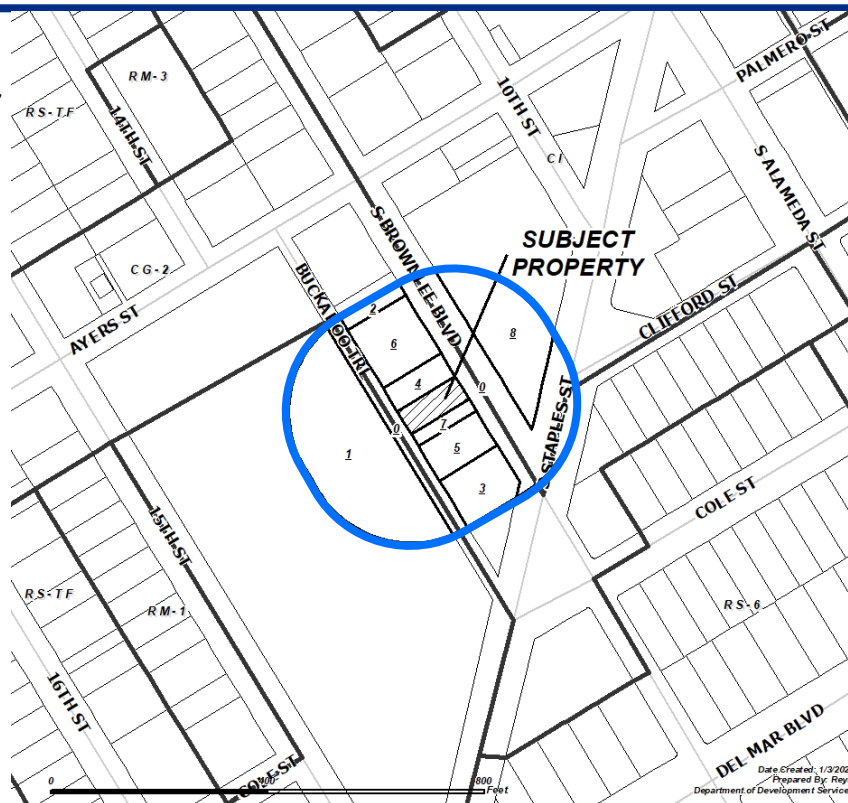 PALMERO ST
RM-3
RS-TF
14TH ST
10TH ST
CI
S ALAMEDA ST
S BROWNLEE BLVD
SUBJECT
PROPERTY
CG-2
BUCKAROO TRL
CLIFFORD ST
AYERS ST
2
8
6
4
0
7
0
S STAPLES ST
1
5
3
COLE ST
15TH ST
RS-TF
RM-1
RS-6
16TH ST
DEL MAR BLVD
COLE ST
0
400
800
Feet
Date Created: 1/3/202
Prepared By: Rey
Department of Development Service